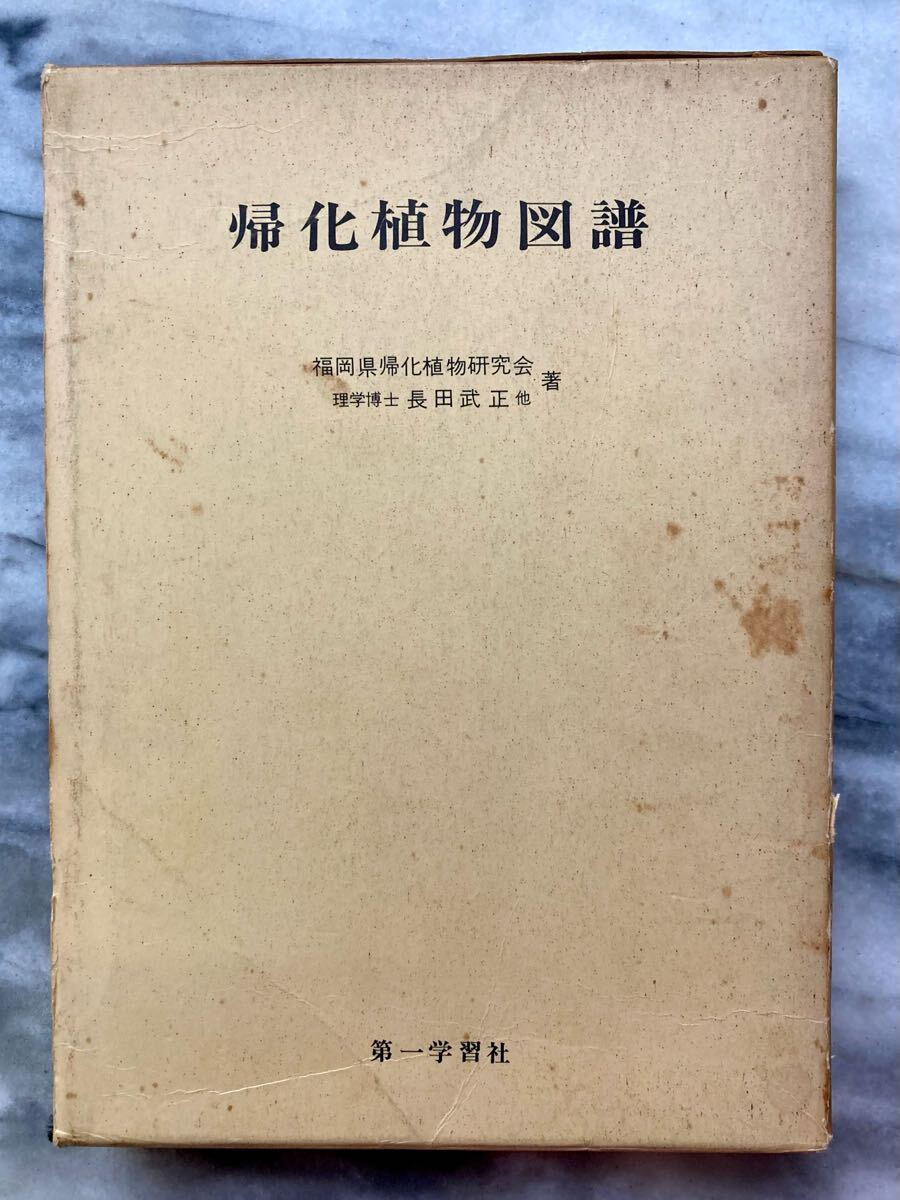 帰化植物図譜
福岡県帰化植物研究会
理学博士 長田武正他 著
第一学習社